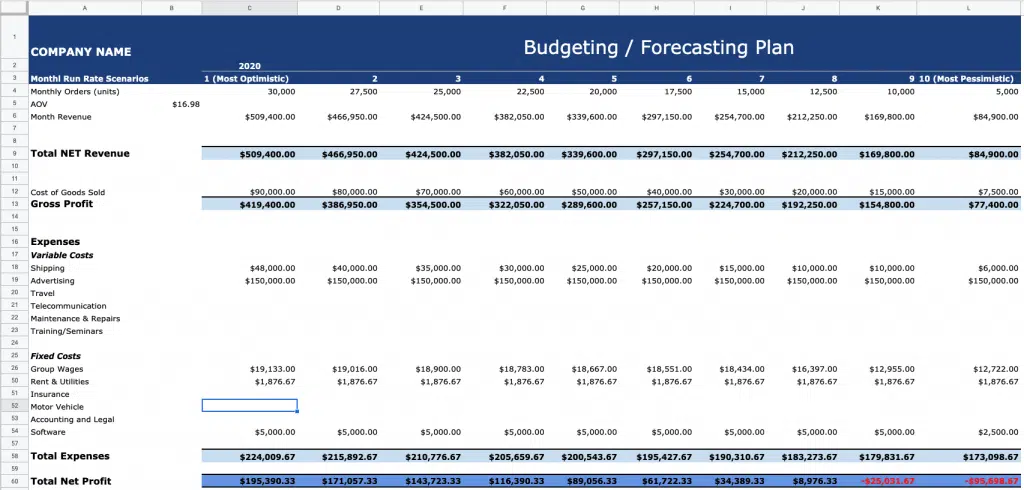 A B C D E F G H I J K L
1 COMPANY NAME Budgeting / Forecasting Plan
2 2020
3 Monthl Run Rate Scenarios 1 (Most Optimistic) 2 3 4 5 6 7 8 9 10 (Most Pessimistic)
4 Monthly Orders (units) 30,000 27,500 25,000 22,500 20,000 17,500 15,000 12,500 10,000 5,000
5 AOV $16.98
6 Month Revenue $509,400.00 $466,950.00 $424,500.00 $382,050.00 $339,600.00 $297,150.00 $254,700.00 $212,250.00 $169,800.00 $84,900.00
7
8
9 Total NET Revenue $509,400.00 $466,950.00 $424,500.00 $382,050.00 $339,600.00 $297,150.00 $254,700.00 $212,250.00 $169,800.00 $84,900.00
10
11
12 Cost of Goods Sold $90,000.00 $80,000.00 $70,000.00 $60,000.00 $50,000.00 $40,000.00 $30,000.00 $20,000.00 $15,000.00 $7,500.00
13 Gross Profit $419,400.00 $386,950.00 $354,500.00 $322,050.00 $289,600.00 $257,150.00 $224,700.00 $192,250.00 $154,800.00 $77,400.00
14
15
16 Expenses
17 Variable Costs
18 Shipping $48,000.00 $40,000.00 $35,000.00 $30,000.00 $25,000.00 $20,000.00 $15,000.00 $10,000.00 $10,000.00 $6,000.00
19 Advertising $150,000.00 $150,000.00 $150,000.00 $150,000.00 $150,000.00 $150,000.00 $150,000.00 $150,000.00 $150,000.00 $150,000.00
20 Travel
21 Telecommunication
22 Maintenance & Repairs
23 Training/Seminars
24
25 Fixed Costs
26 Group Wages $19,133.00 $19,016.00 $18,900.00 $18,783.00 $18,667.00 $18,551.00 $18,434.00 $16,397.00 $12,955.00 $12,722.00
50 Rent & Utilities $1,876.67 $1,876.67 $1,876.67 $1,876.67 $1,876.67 $1,876.67 $1,876.67 $1,876.67 $1,876.67 $1,876.67
51 Insurance
52 Motor Vehicle
53 Accounting and Legal
54 Software $5,000.00 $5,000.00 $5,000.00 $5,000.00 $5,000.00 $5,000.00 $5,000.00 $5,000.00 $5,000.00 $2,500.00
57
58 Total Expenses $224,009.67 $215,892.67 $210,776.67 $205,659.67 $200,543.67 $195,427.67 $190,310.67 $183,273.67 $179,831.67 $173,098.67
59
60 Total Net Profit $195,390.33 $171,057.33 $143,723.33 $116,390.33 $89,056.33 $61,722.33 $34,389.33 $8,976.33 -$25,031.67 -$95,698.67